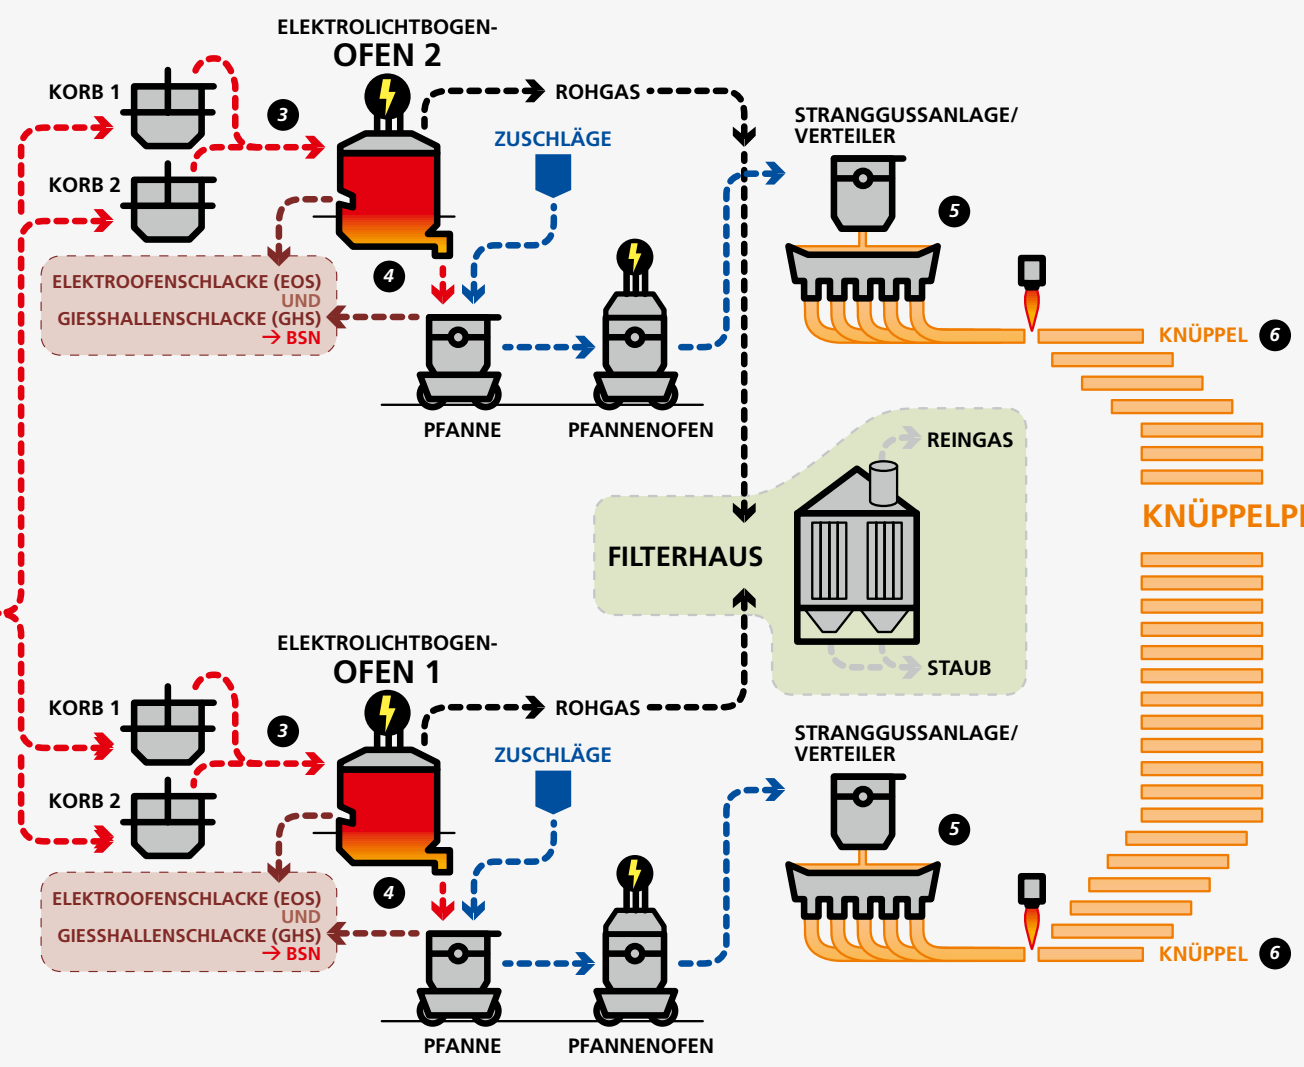 ELEKTROLICHTBOGEN-
OFEN 2
KORB 1
3
ROHGAS
ZUSCHLÄGE
STRANGGUSSANLAGE/
VERTEILER
KORB 2
5
4
ELEKTROOFENSCHLACKE (EOS)
UND
GIESSHALLENSCHLACKE (GHS)
→ BSN
PFANNE
PFANNENOFEN
KNÜPPEL 6
REINGAS
FILTERHAUS
STAUB
ELEKTROLICHTBOGEN-
OFEN 1
KORB 1
3
ROHGAS
ZUSCHLÄGE
STRANGGUSSANLAGE/
VERTEILER
KORB 2
5
4
ELEKTROOFENSCHLACKE (EOS)
UND
GIESSHALLENSCHLACKE (GHS)
→ BSN
PFANNE
PFANNENOFEN
KNÜPPEL 6